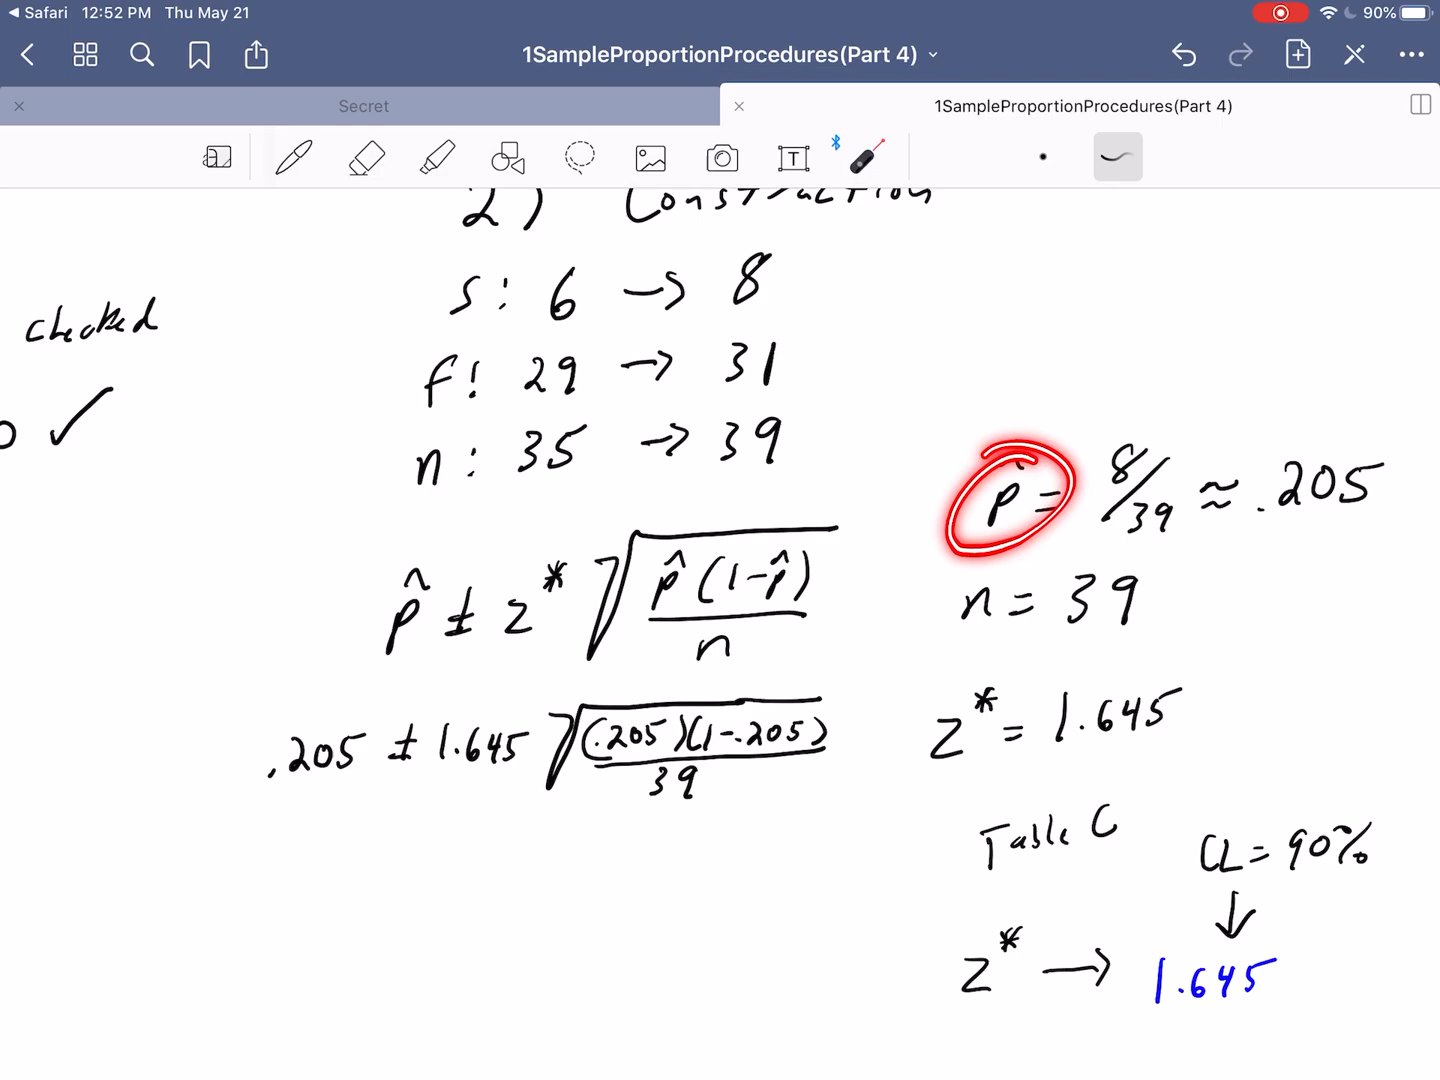 Safari 12:52 PM Thu May 21 90%
1SampleProportionProcedures(Part 4)
Secret
1SampleProportionProcedures(Part 4)
T
2) Construction
s: 6 → 8
checked
f: 29 → 31
✓
n: 35 → 39
p̂ = 8/39 ≈ .205
n = 39
p̂ ± z* √(p̂(1-p̂)/n)
z* = 1.645
.205 ± 1.645 √((.205)(1-.205)/39)
Table C
CL = 90%
↓
z* → 1.645